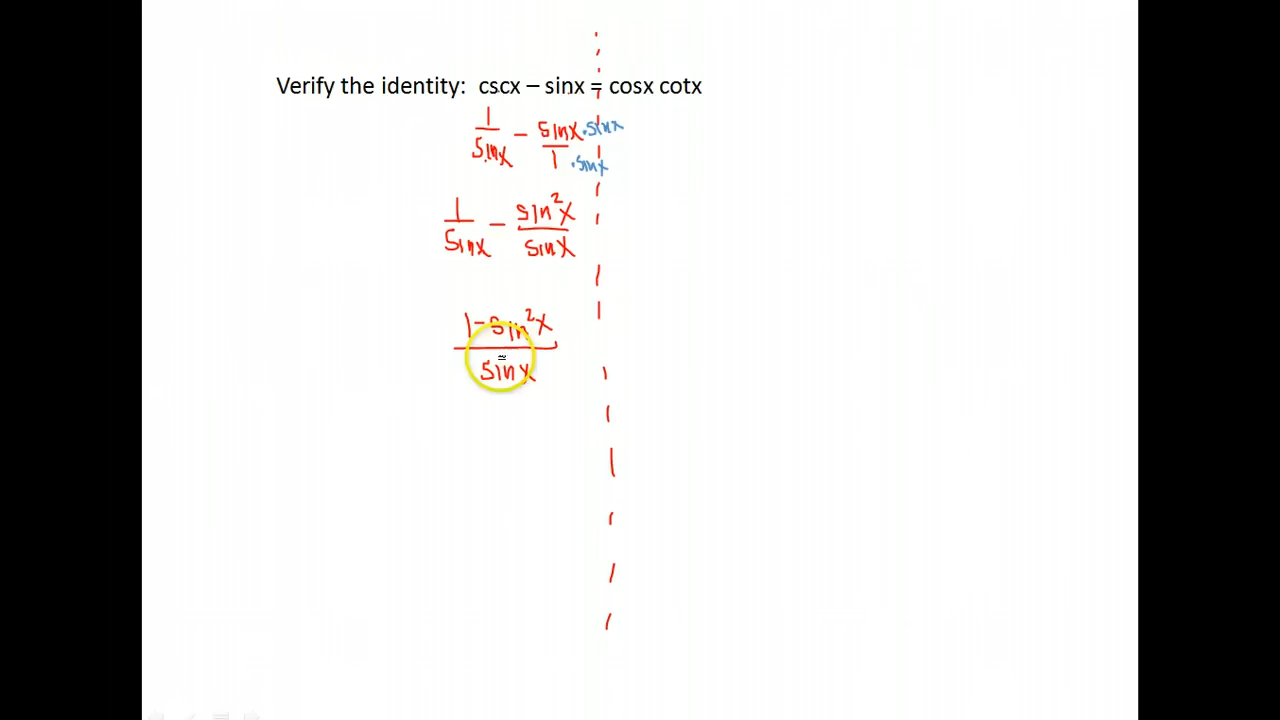 Verify the identity: cscx – sinx = cosx cotx
1/sinx − sinx·sinx/1·sinx
1/sinx − sin²x/sinx
1−sin²x/sinx